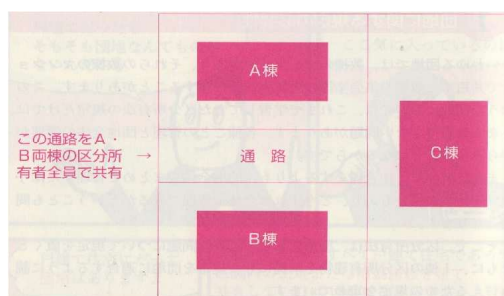 A棟
この通路をA・
B両棟の区分所 →
有者全員で共有
通 路
C棟
B棟